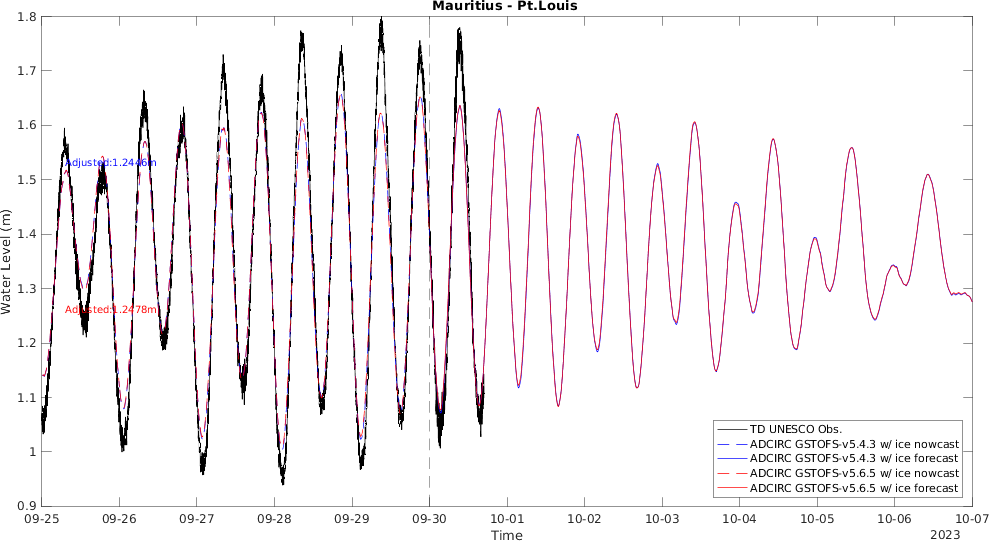 Mauritius - Pt.Louis
1.8
1.7
1.6
1.5
1.4
1.3
1.2
1.1
1
0.9
Water Level (m)
Adjusted:1.2446m
Adjusted:1.2478m
TD UNESCO Obs.
ADCIRC GSTOFS-v5.4.3 w/ ice nowcast
ADCIRC GSTOFS-v5.4.3 w/ ice forecast
ADCIRC GSTOFS-v5.6.5 w/ ice nowcast
ADCIRC GSTOFS-v5.6.5 w/ ice forecast
09-25 09-26 09-27 09-28 09-29 09-30 10-01 10-02 10-03 10-04 10-05 10-06 10-07
Time
2023